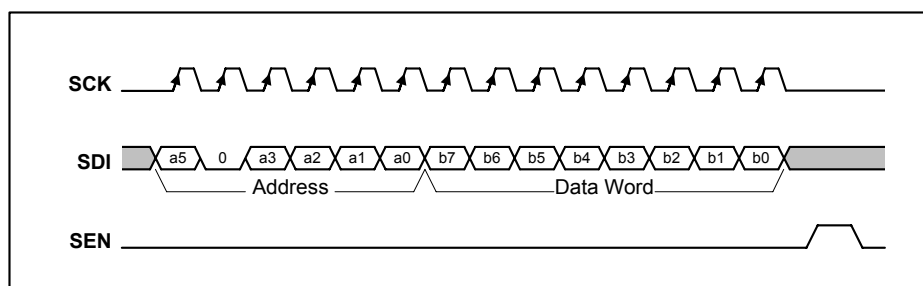 SCK
SDI a5 0 a3 a2 a1 a0 b7 b6 b5 b4 b3 b2 b1 b0
Address Data Word
SEN